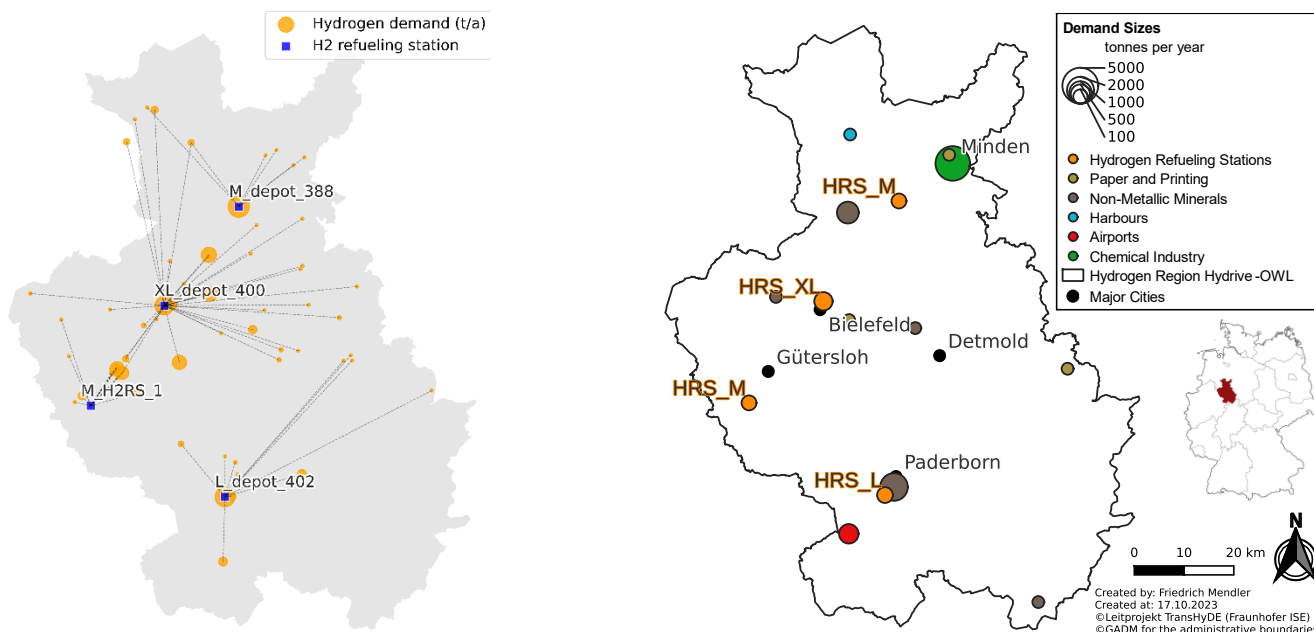 Hydrogen demand (t/a)
H2 refueling station
M_depot_388
XL_depot_400
M_H2RS_1
L_depot_402
Demand Sizes
tonnes per year
5000
2000
1000
500
100
Hydrogen Refueling Stations
Paper and Printing
Non-Metallic Minerals
Harbours
Airports
Chemical Industry
Hydrogen Region Hydrive-OWL
Major Cities
Minden
HRS_M
HRS_XL
Bielefeld
Detmold
Gütersloh
HRS_M
Paderborn
HRS_L
N
0 10 20 km
Created by: Friedrich Mendler
Created at: 17.10.2023
©Leitprojekt TransHyDE (Fraunhofer ISE)
©GADM for the administrative boundaries